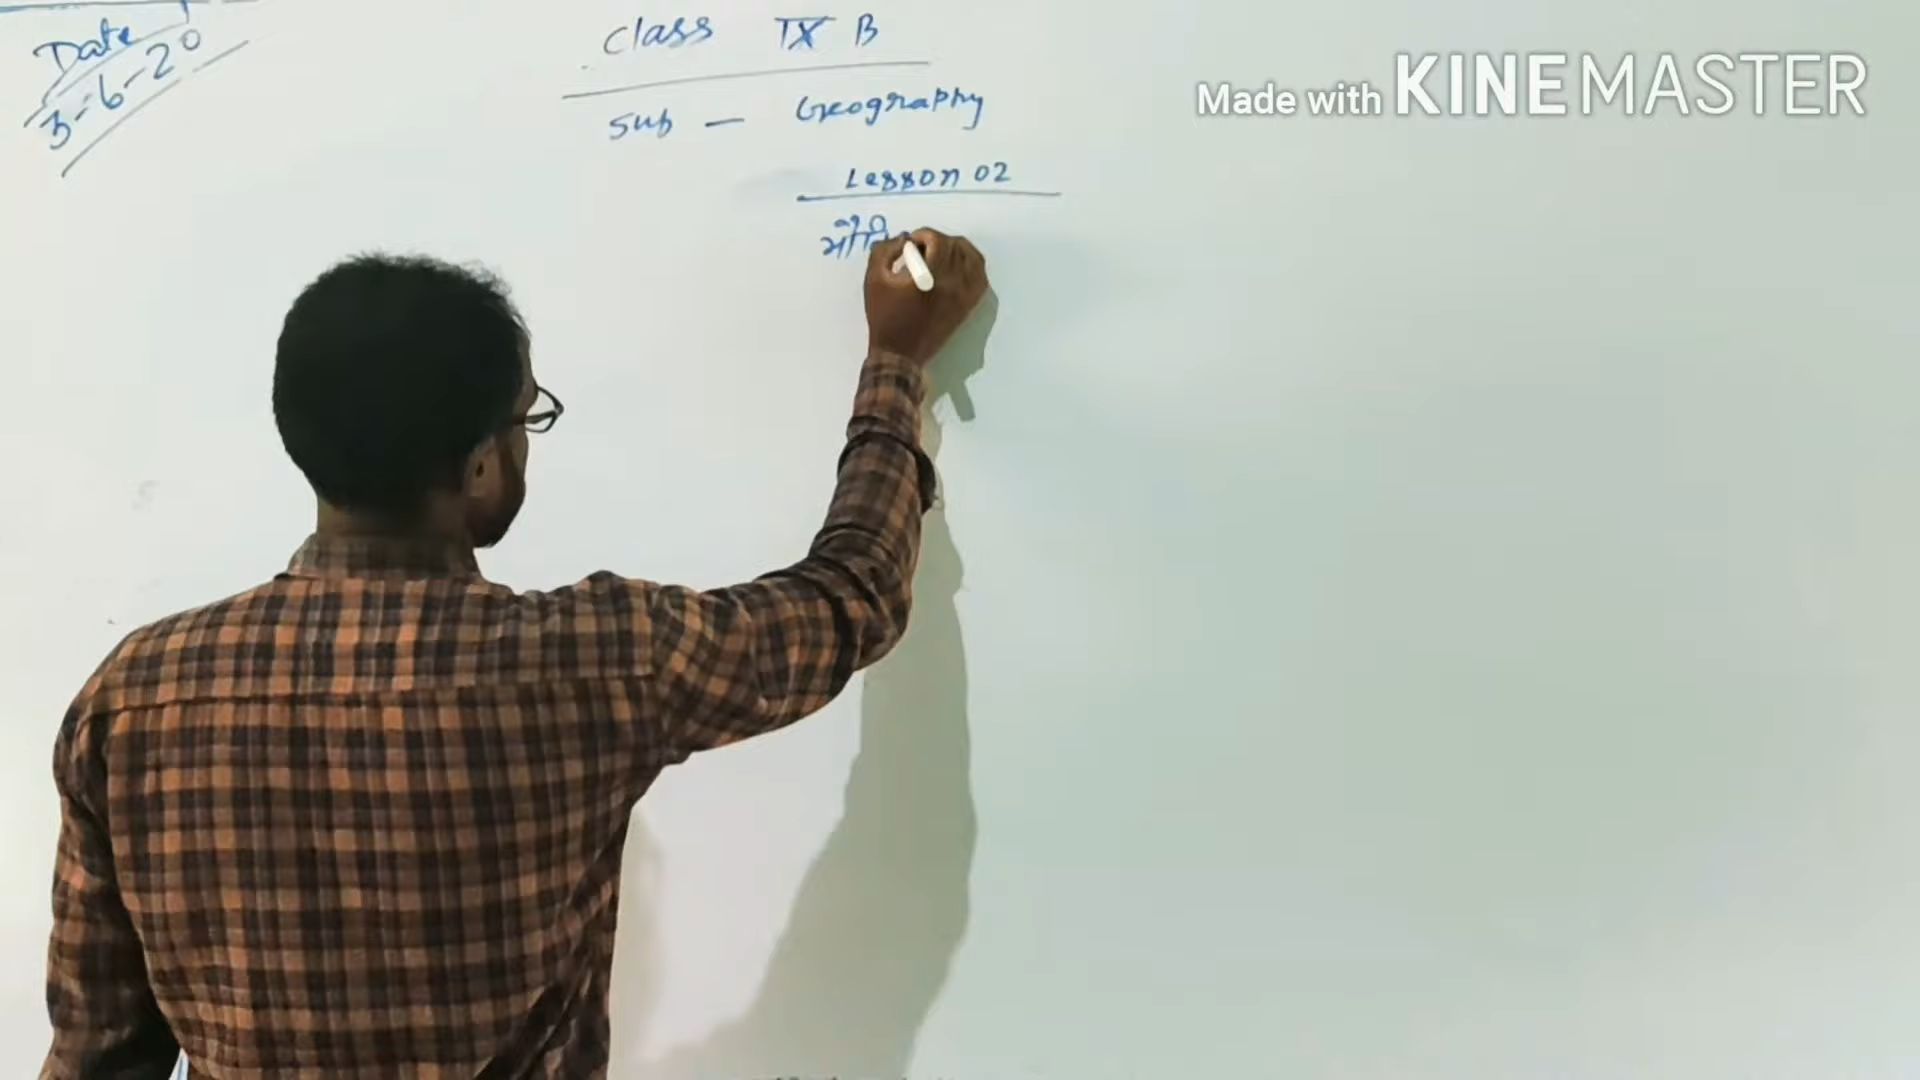 Date
3-6-20
Class IX B
Sub - Geography
Lesson 02
Made with KINEMASTER